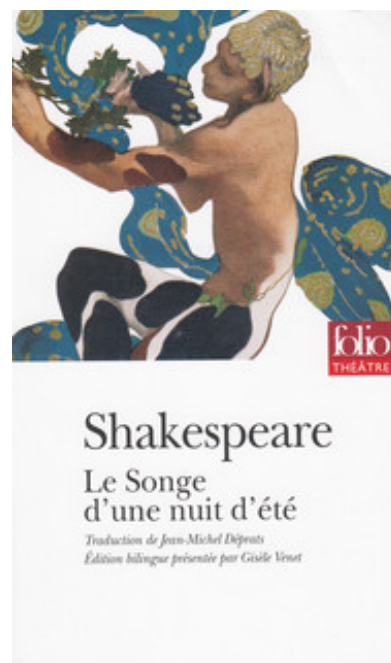 folio
THÉÂTRE
Shakespeare
Le Songe
d'une nuit d'été
Traduction de Jean-Michel Déprats
Édition bilingue présentée par Gisèle Venet